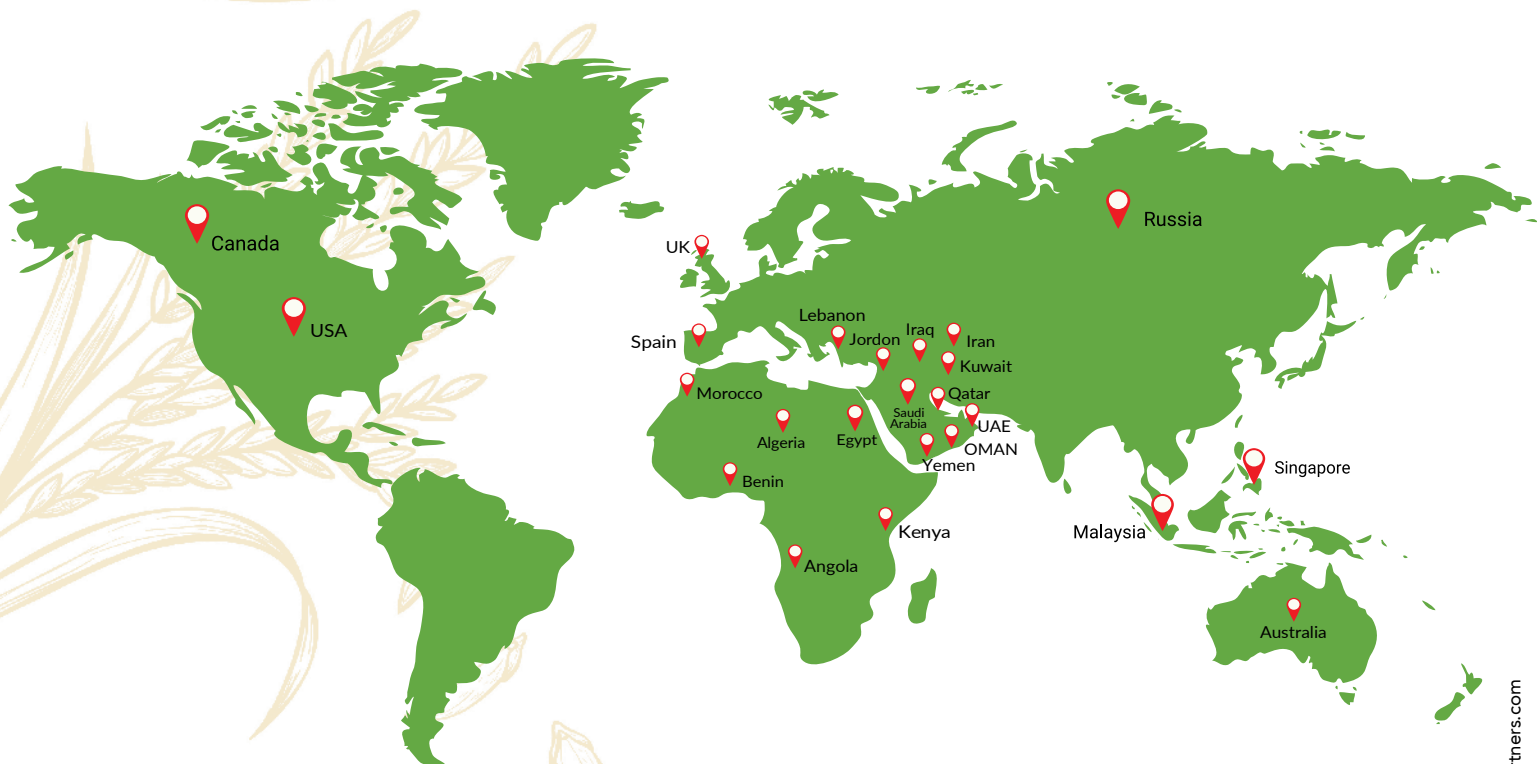 Russia
Canada
UK
Lebanon
USA
Iraq
Jordon
Iran
Spain
Kuwait
Morocco
Qatar
Saudi
Arabia
UAE
Algeria
Egypt
OMAN
Yemen
Singapore
Benin
Kenya
Malaysia
Angola
Australia
tners.com